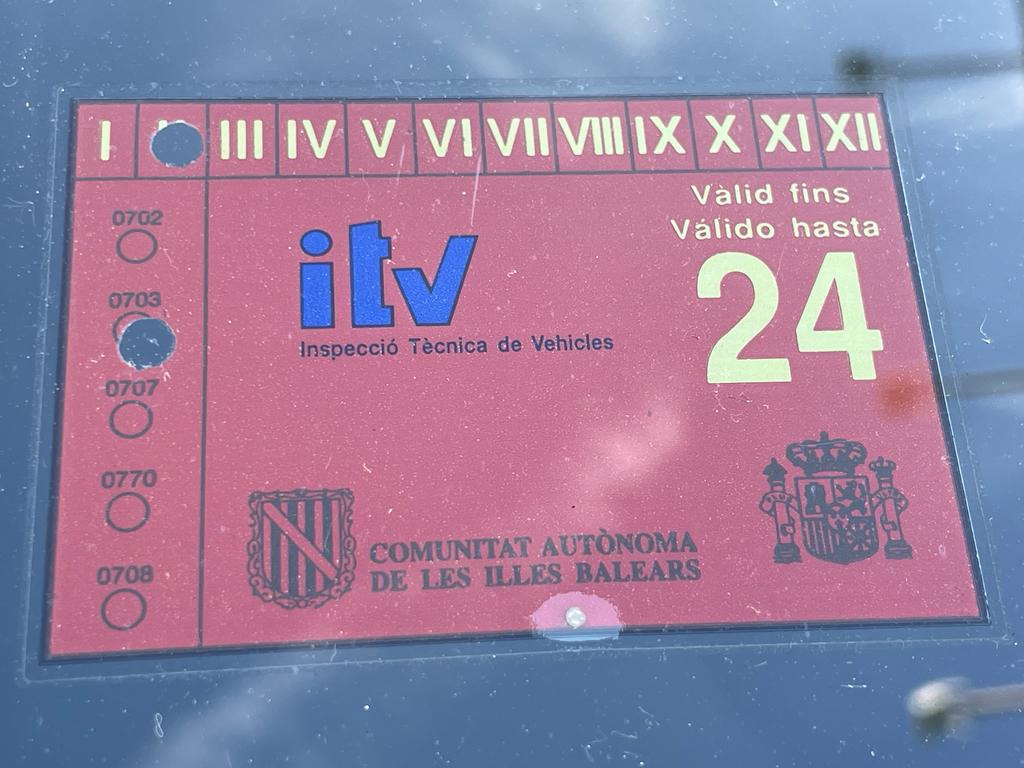 I III IV V VI VII VIII IX X XI XII
Vàlid fins
Válido hasta
24
0702
0703
0707
0770
0708
itv
Inspecció Tècnica de Vehicles
COMUNITAT AUTÒNOMA
DE LES ILLES BALEARS